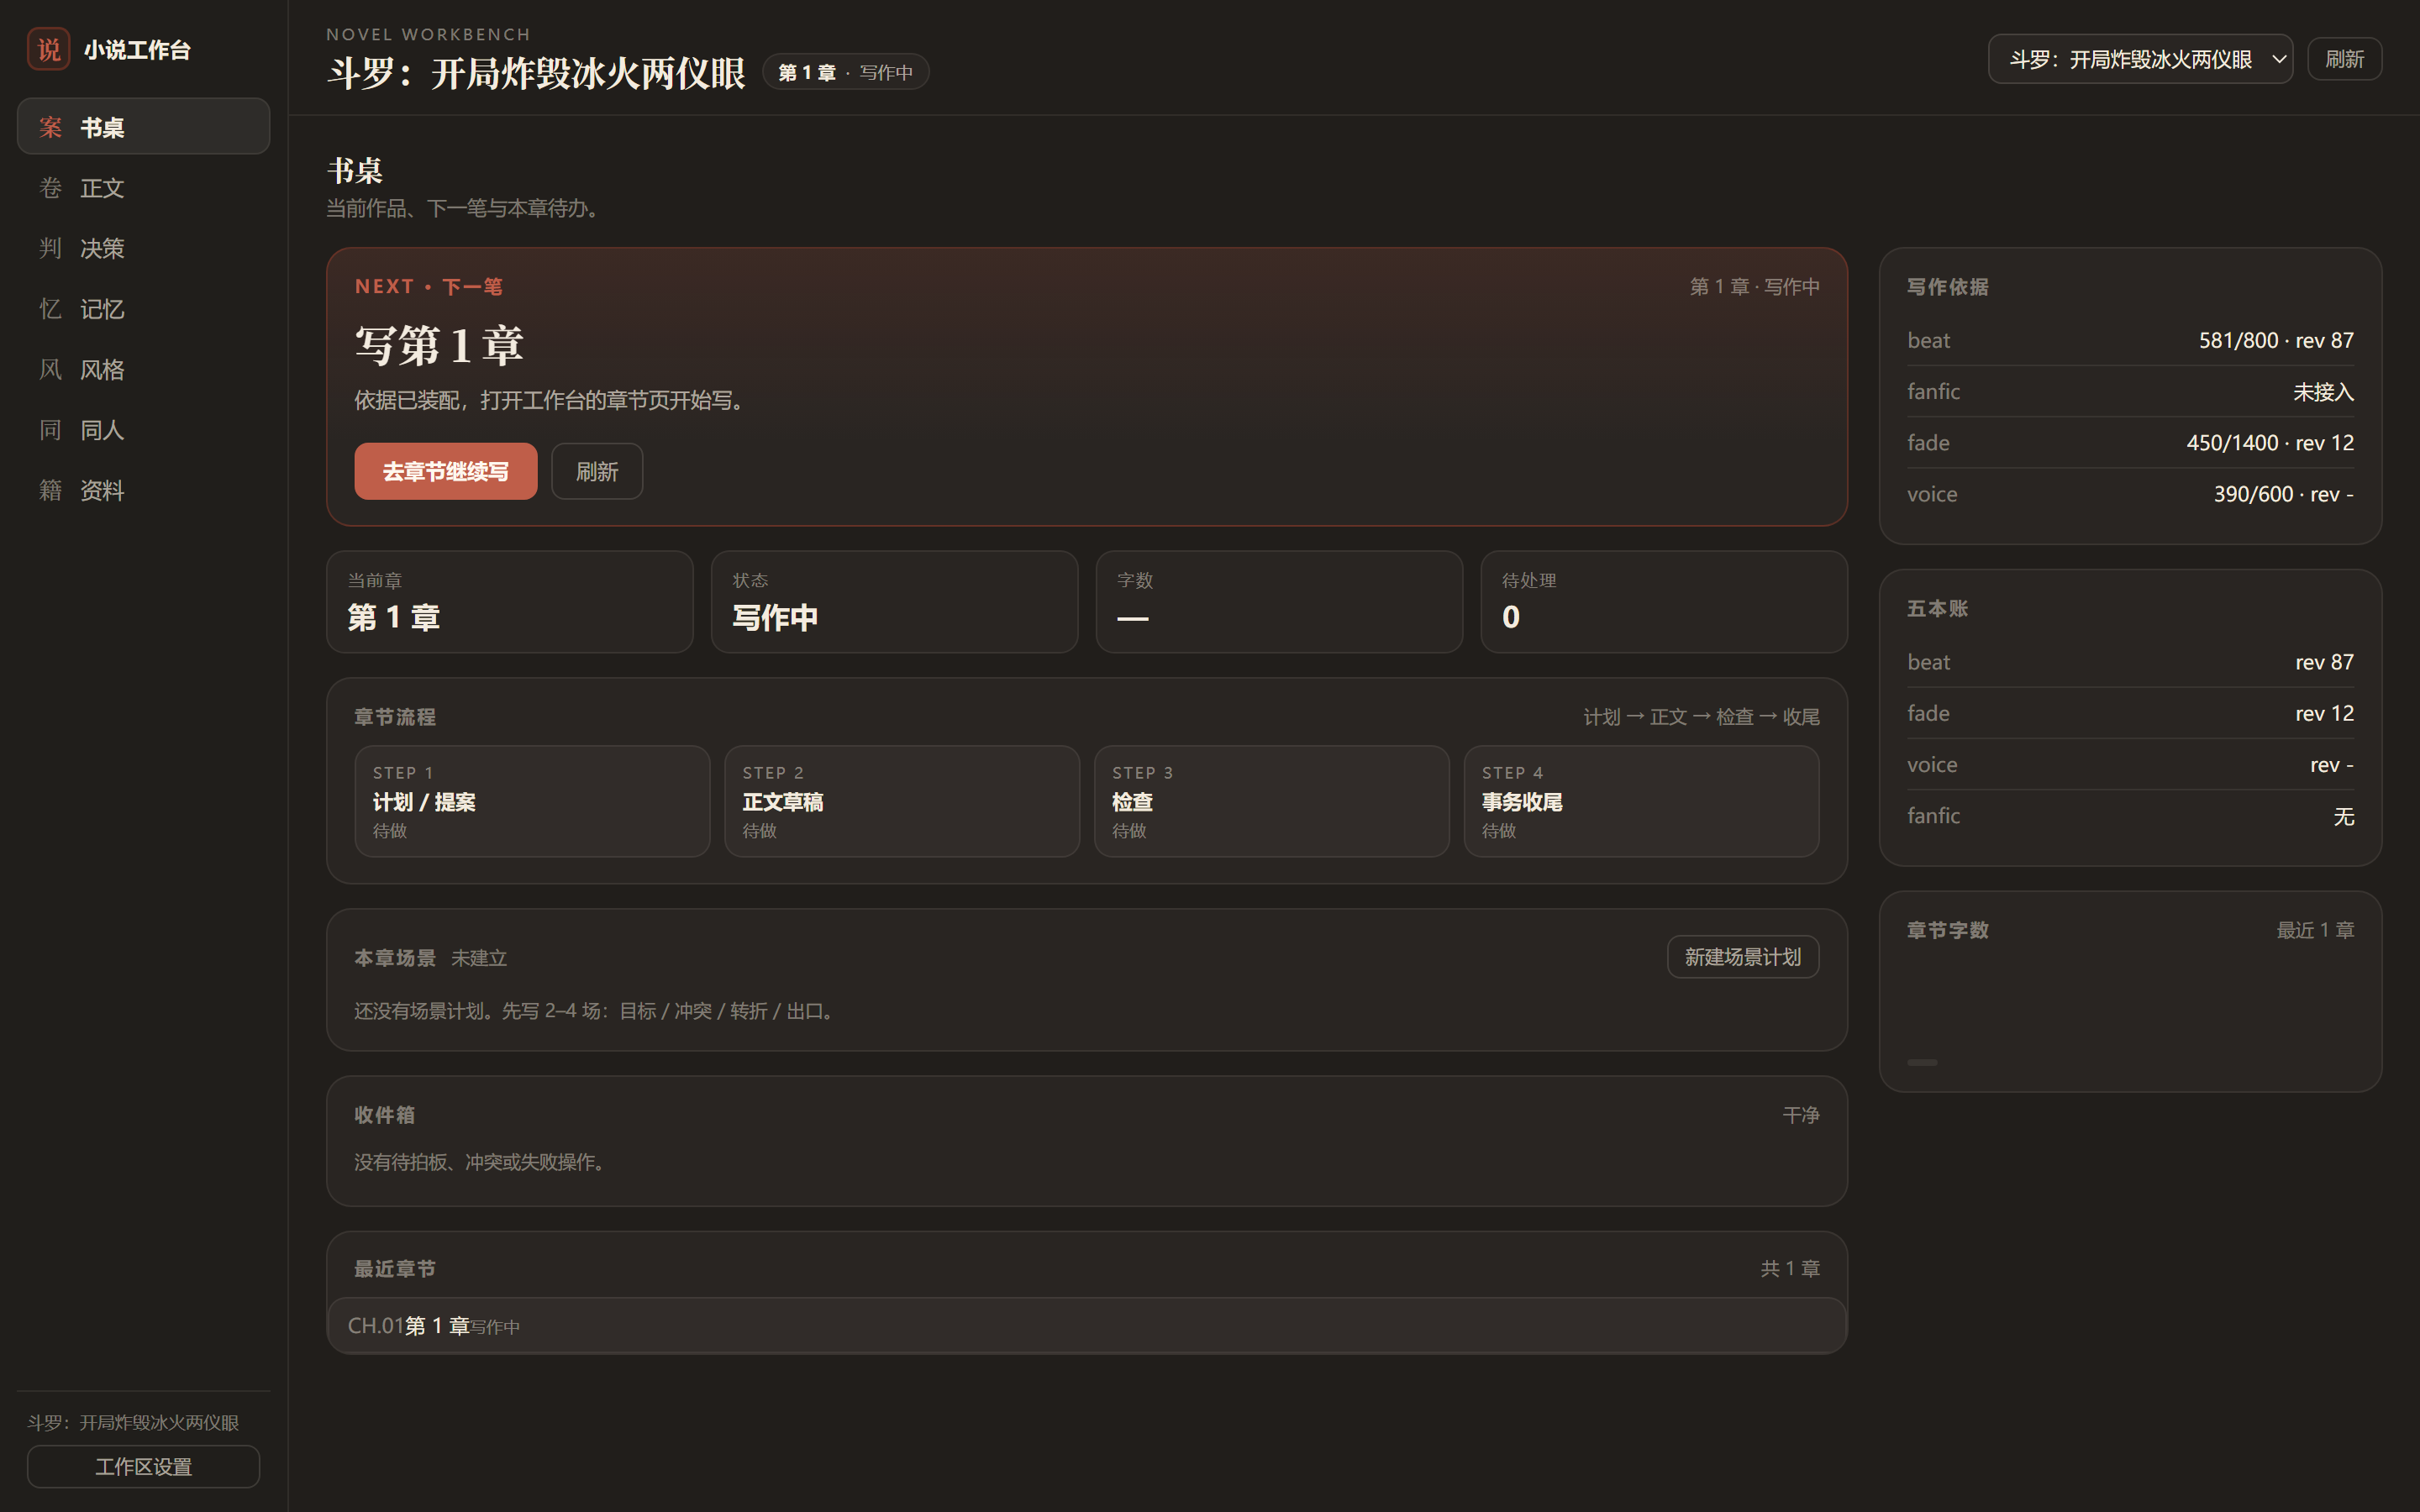 说 小说工作台
案 书桌
卷 正文
判 决策
忆 记忆
风 风格
同 同人
籍 资料
斗罗：开局炸毁冰火两仪眼
工作区设置
NOVEL WORKBENCH
斗罗：开局炸毁冰火两仪眼 第 1 章 · 写作中
斗罗：开局炸毁冰火两仪眼
刷新
书桌
当前作品、下一笔与本章待办。
NEXT • 下一笔 第 1 章 · 写作中
写第 1 章
依据已装配，打开工作台的章节页开始写。
去章节继续写 刷新
当前章
第 1 章
状态
写作中
字数
—
待处理
0
章节流程 计划 → 正文 → 检查 → 收尾
STEP 1
计划 / 提案
待做
STEP 2
正文草稿
待做
STEP 3
检查
待做
STEP 4
事务收尾
待做
本章场景 未建立 新建场景计划
还没有场景计划。先写 2–4 场：目标 / 冲突 / 转折 / 出口。
收件箱 干净
没有待拍板、冲突或失败操作。
最近章节 共 1 章
CH.01第 1 章写作中
写作依据
beat 581/800 · rev 87
fanfic 未接入
fade 450/1400 · rev 12
voice 390/600 · rev -
五本账
beat rev 87
fade rev 12
voice rev -
fanfic 无
章节字数 最近 1 章